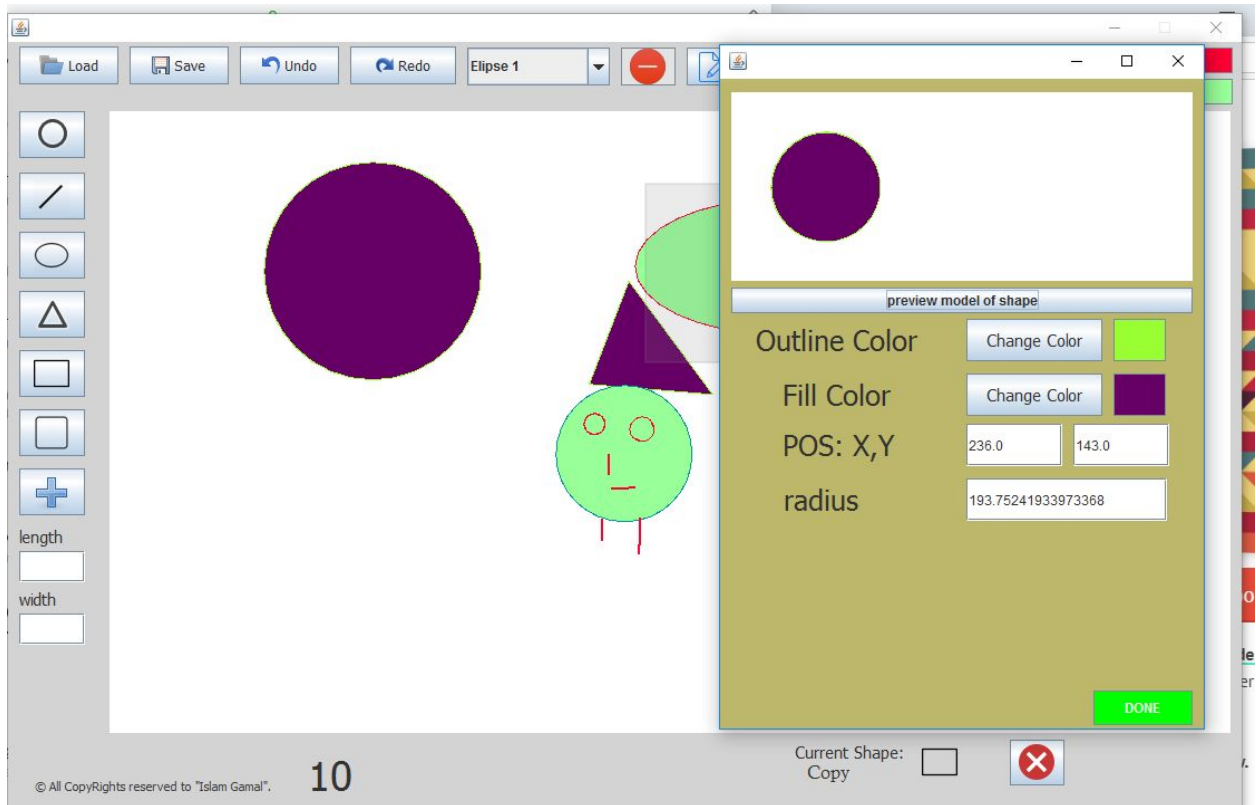 Load
Save
Undo
Redo
Elipse 1
preview model of shape
Outline Color
Change Color
Fill Color
Change Color
POS: X,Y
236.0
143.0
radius
193.75241933973368
length
width
DONE
Current Shape:
Copy
10
© All CopyRights reserved to "Islam Gamal".